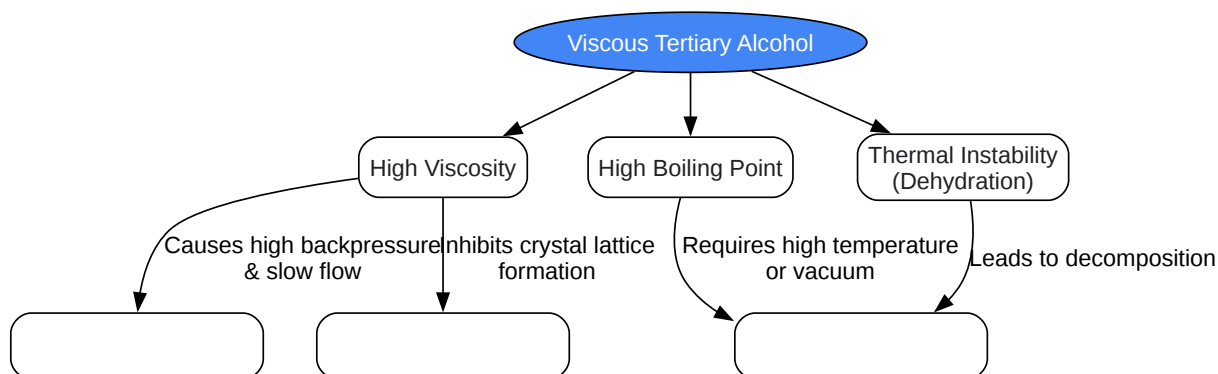 Viscous Tertiary Alcohol
High Viscosity
High Boiling Point
Thermal Instability
(Dehydration)
Causes high backpressure
& slow flow
Inhibits crystal lattice
formation
Requires high temperature
or vacuum
Leads to decomposition